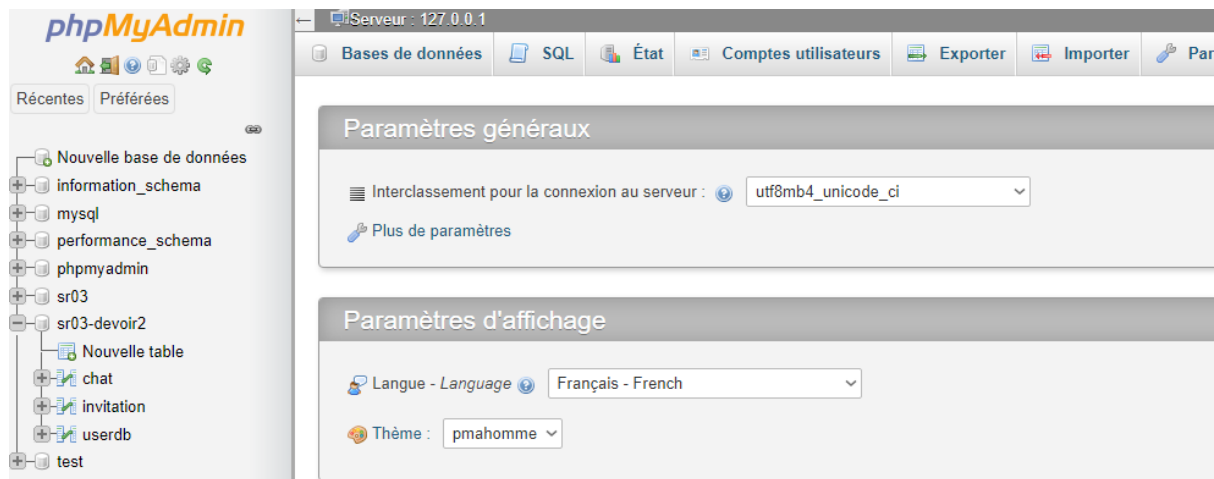 phpMyAdmin
Récentes Préférées
Nouvelle base de données
information_schema
mysql
performance_schema
phpmyadmin
sr03
sr03-devoir2
Nouvelle table
chat
invitation
userdb
test
Serveur : 127.0.0.1
Bases de données SQL État Comptes utilisateurs Exporter Importer Par
Paramètres généraux
Interclassement pour la connexion au serveur : utf8mb4_unicode_ci
Plus de paramètres
Paramètres d'affichage
Langue - Language Français - French
Thème : pmahomme